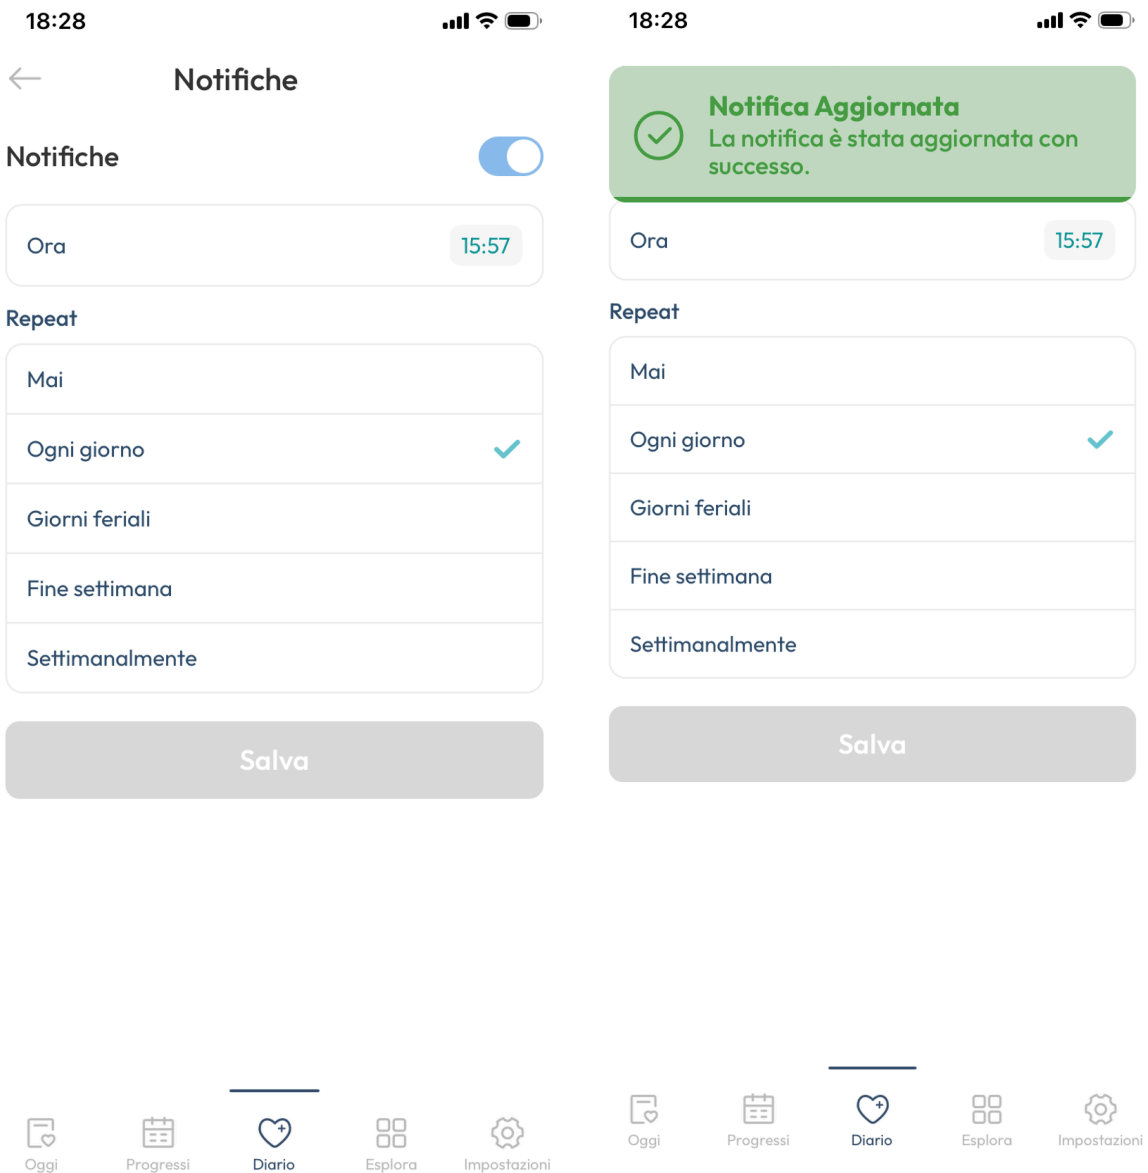 18:28
Notifiche
Notifiche
Ora
15:57
Repeat
Mai
Ogni giorno
Giorni feriali
Fine settimana
Settimanalmente
Salva
Oggi
Progressi
Diario
Esplora
Impostazioni
18:28
Notifica Aggiornata
La notifica è stata aggiornata con
successo.
Ora
15:57
Repeat
Mai
Ogni giorno
Giorni feriali
Fine settimana
Settimanalmente
Salva
Oggi
Progressi
Diario
Esplora
Impostazioni